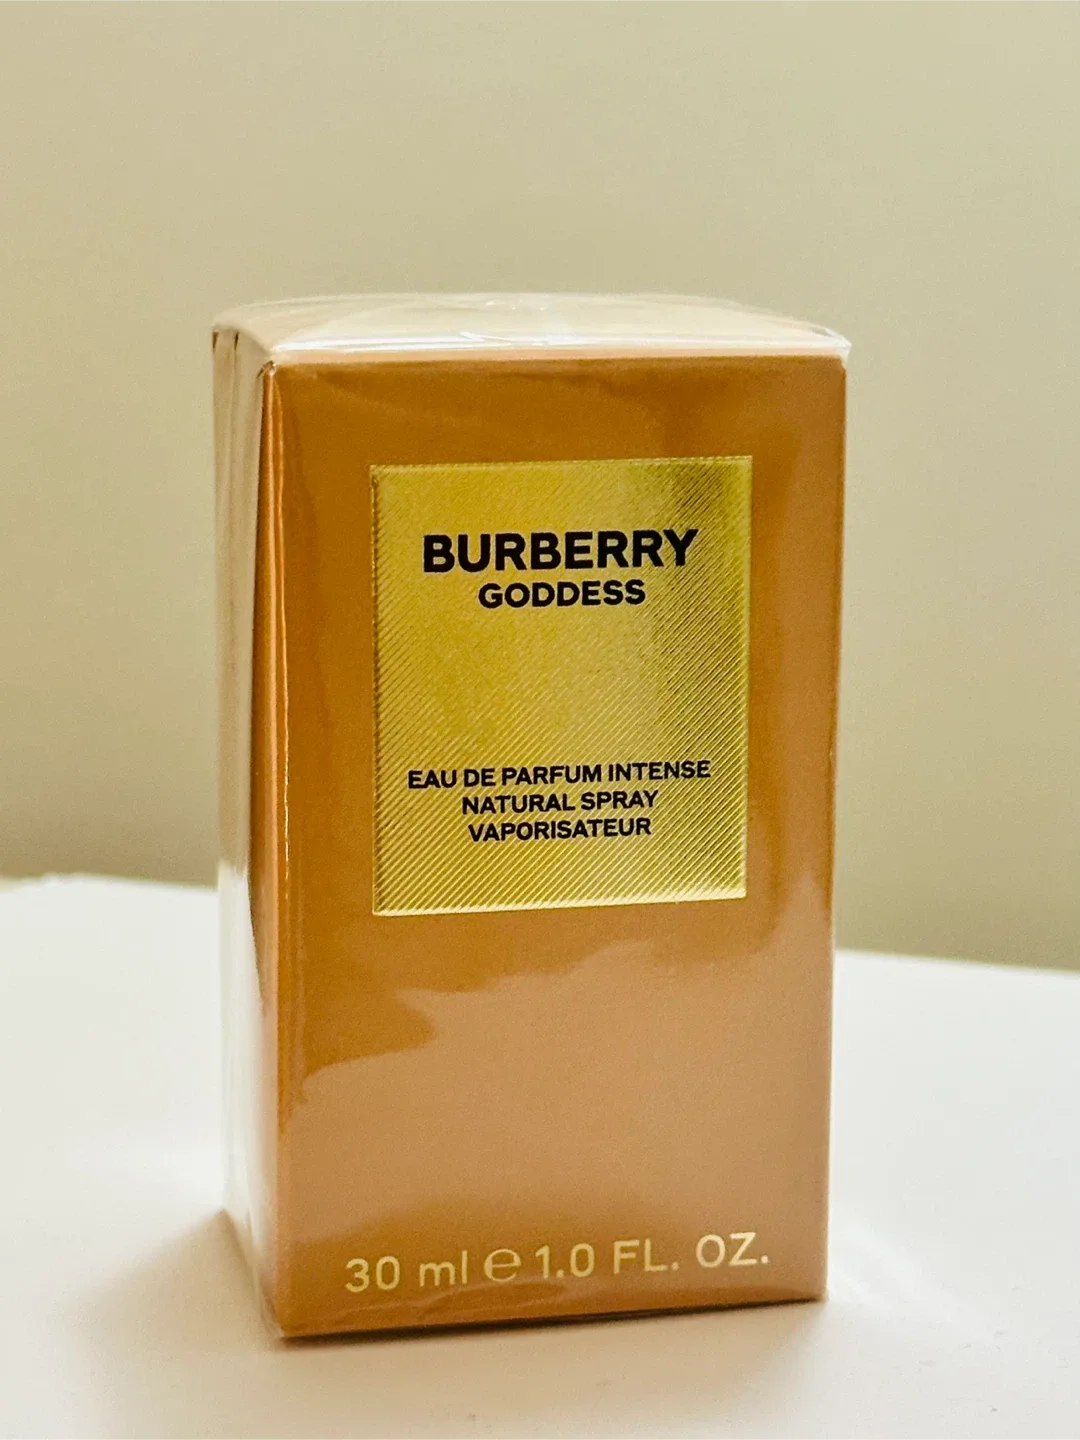 BURBERRY
GODDESS
EAU DE PARFUM INTENSE
NATURAL SPRAY
VAPORISATEUR
30 ml ℮ 1.0 FL. OZ.